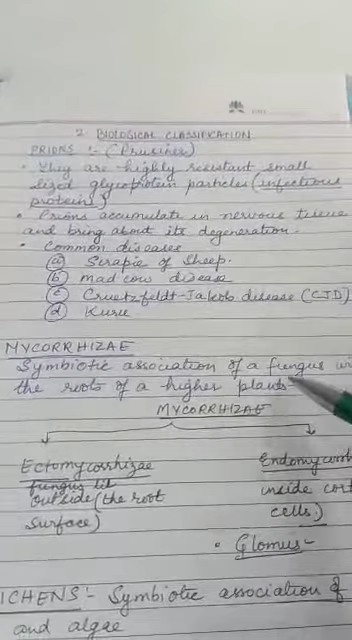 2 BIOLOGICAL CLASSIFICATION
PRIONS :- (Prusiner)
• They are highly resistant small
sized glycoprotein particles (infectious
proteins)
• Prions accumulate in nervous tissue
and bring about its degeneration.
• Common diseases
(a) Scrapie of Sheep.
(b) mad cow disease
(c) Cruetzfeldt-Jakob disease (CJD)
(d) Kuru
MYCORRHIZAE
Symbiotic association of a fungus wi
the roots of a higher plants-
MYCORRHIZAE
Ectomycorrhizae
Endomycorrh
fungus
outside (the root
surface)
inside cort
cells.)
• Glomus-
ICHENS:- Symbiotic association of
and algae